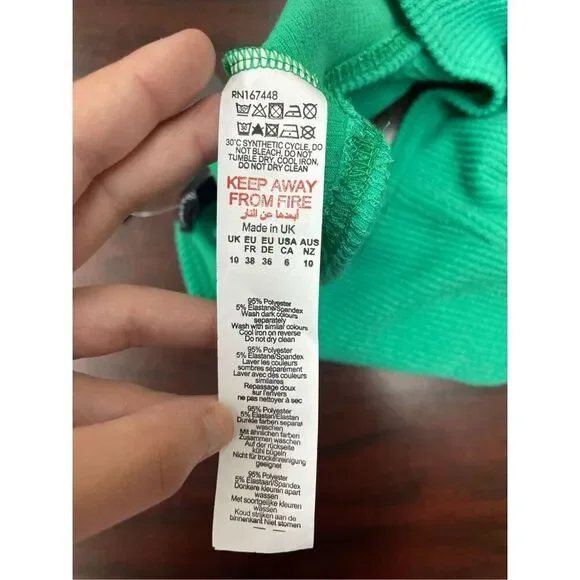 RN167448
30°C SYNTHETIC CYCLE, DO
NOT BLEACH, DO NOT
TUMBLE DRY, COOL IRON,
DO NOT DRY CLEAN
KEEP AWAY
FROM FIRE
أبعدها عن النار
Made in UK
UK EU EU USA AUS
FR DE CA NZ
10 38 36 6 10
95% Polyester
5% Elastane/Spandex
Wash dark colours
separately
Wash with similar colours
Cool iron on reverse
Do not dry clean
95% Polyester
5% Elastane/Spandex
Laver les couleurs
sombres séparément
Laver avec des couleurs
similaires
Repassage doux
sur l'envers
ne pas nettoyer à sec
95% Polyester
5% Elastan/Elastan
Dunkle farben separat
waschen
Mit ähnlichen farben
Zusammen waschen
Auf der rückseite
kühl bügeln
Nicht für trockenreinigung
geeignet
95% Polyester
5% Elastaan/Spandex
Donkere kleuren apart
wassen
Met soortgelijke kleuren
wassen
Koud strijken aan de
binnenkant Niet stomen